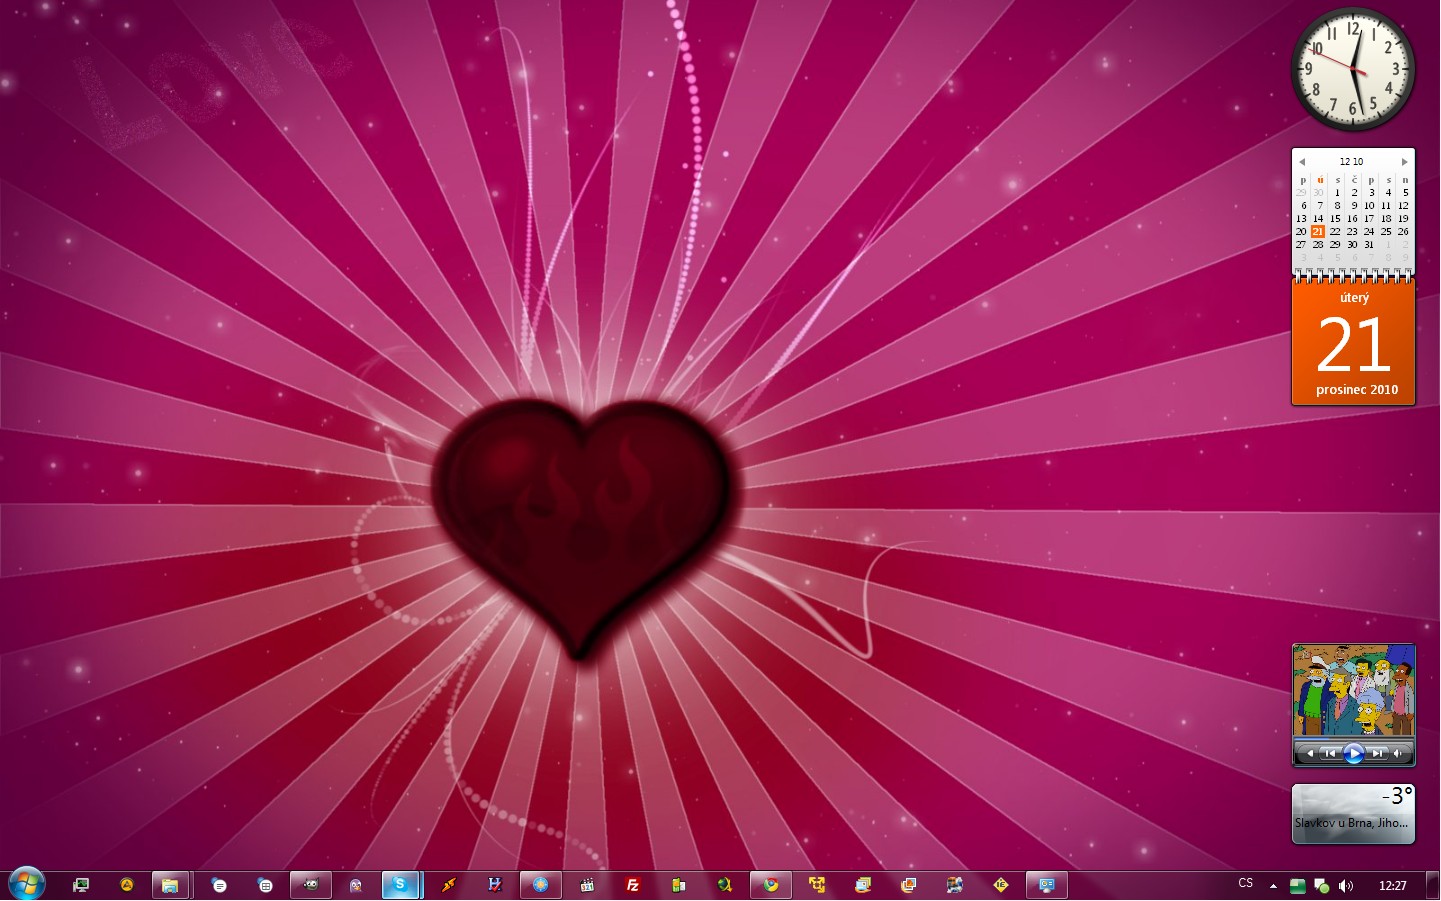 LOVE
12
1
2
3
4
5
6
7
8
9
10
11
12 10
p ú s č p s n
29 30 1 2 3 4 5
6 7 8 9 10 11 12
13 14 15 16 17 18 19
20 21 22 23 24 25 26
27 28 29 30 31 1 2
3 4 5 6 7 8 9
úterý
21
prosinec 2010
-3°
Slavkov u Brna, Jiho...
S
FZ
IE
CS
12:27